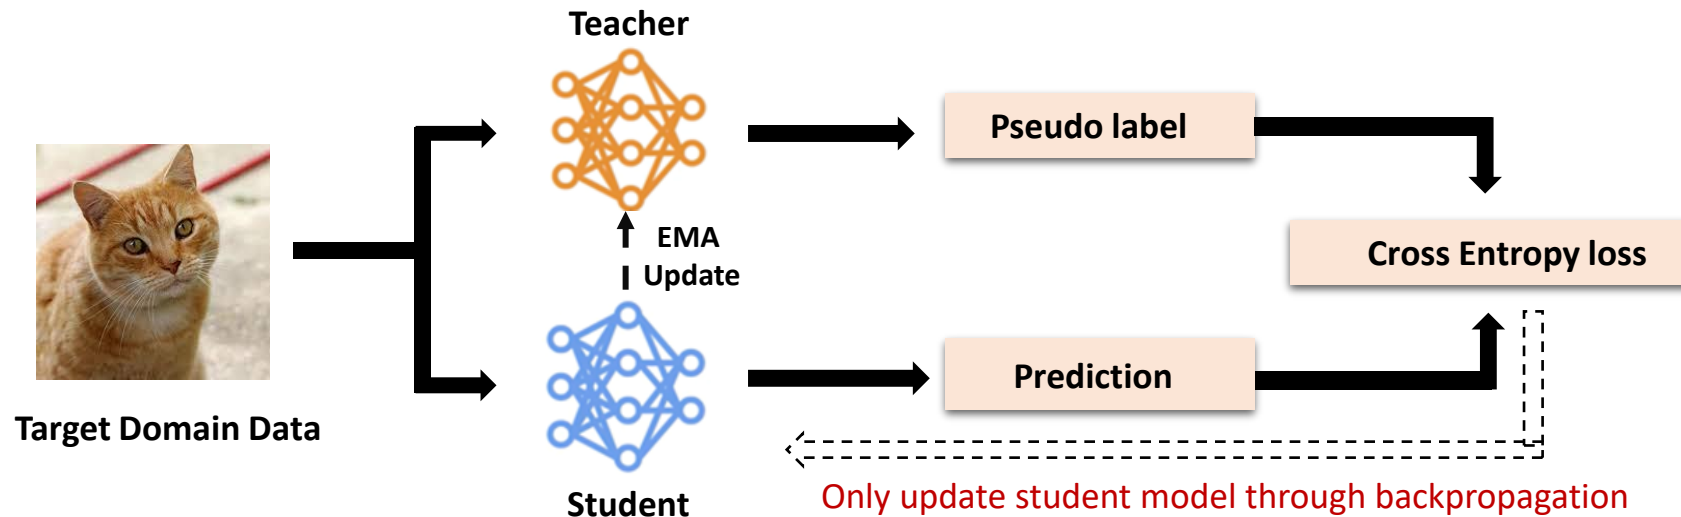 Teacher
Pseudo label
EMA
Update
Cross Entropy loss
Prediction
Target Domain Data
Student
Only update student model through backpropagation